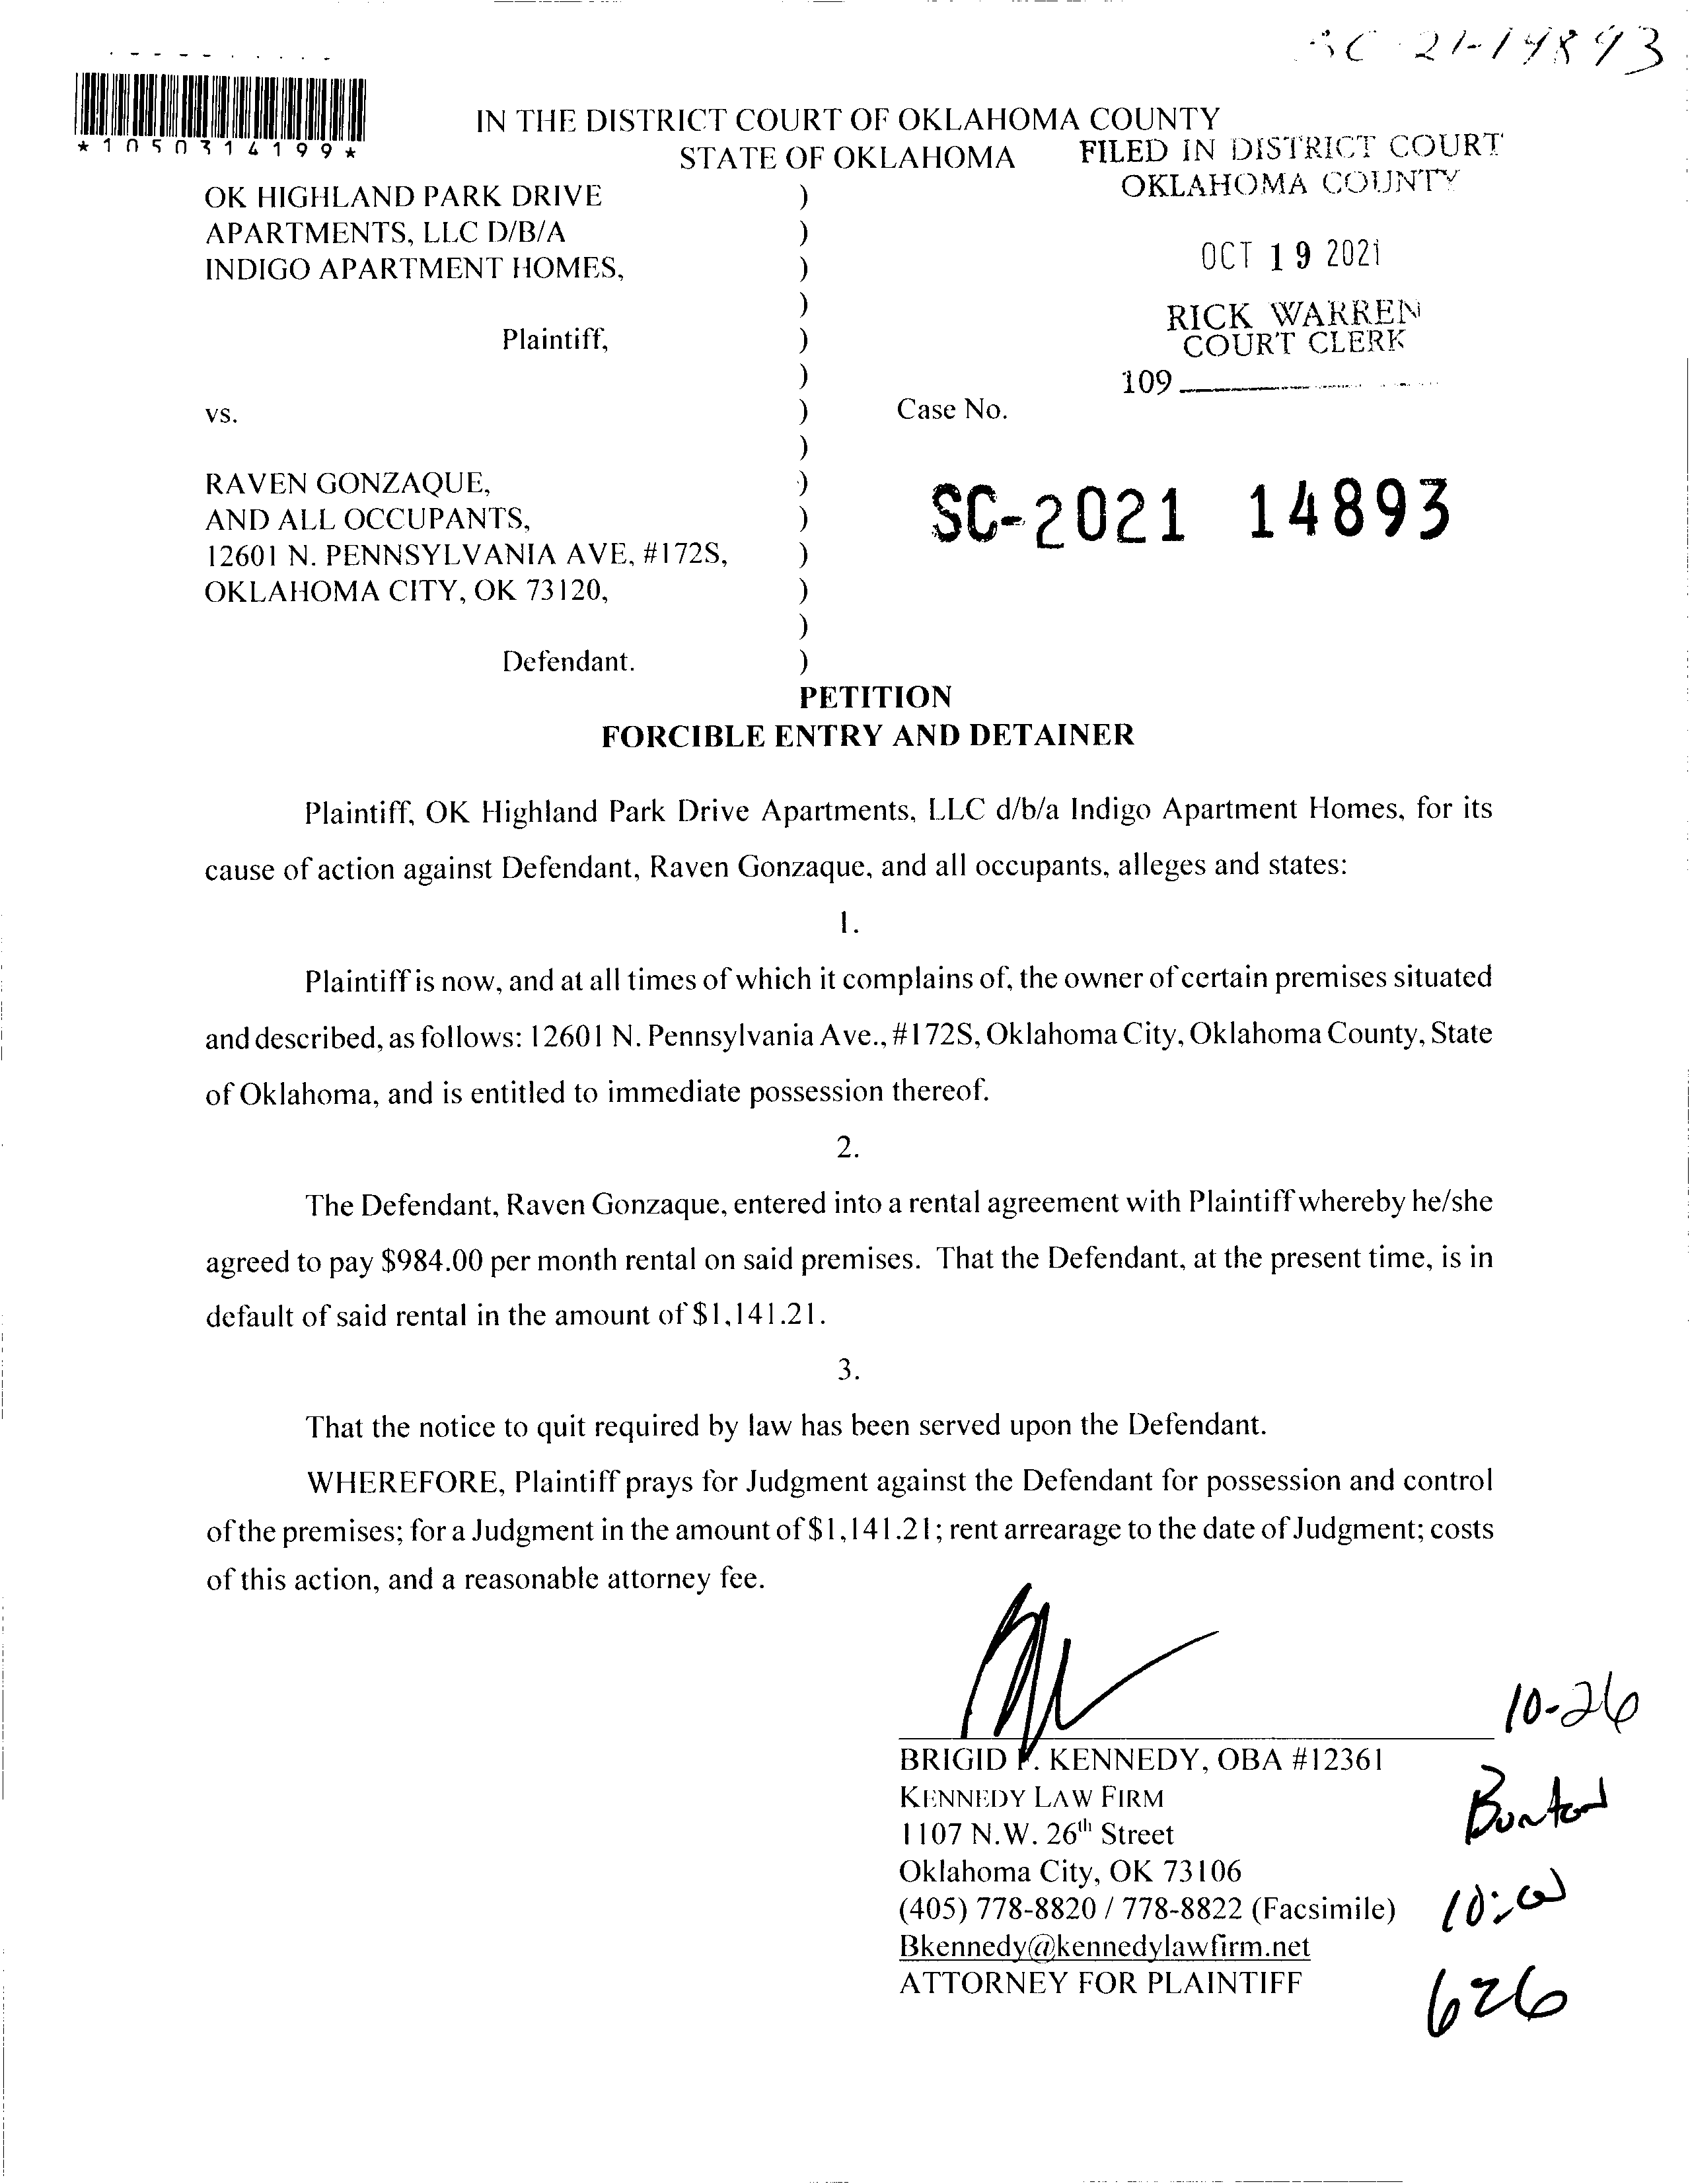 SC 21-14893
*1050314199*
IN THE DISTRICT COURT OF OKLAHOMA COUNTY
STATE OF OKLAHOMA
FILED IN DISTRICT COURT
OKLAHOMA COUNTY
OCT 19 2021
RICK WARREN
COURT CLERK
109
OK HIGHLAND PARK DRIVE )
APARTMENTS, LLC D/B/A )
INDIGO APARTMENT HOMES, )
)
Plaintiff, )
)
vs. ) Case No.
)
RAVEN GONZAQUE, )
AND ALL OCCUPANTS, ) SC-2021 14893
12601 N. PENNSYLVANIA AVE, #172S, )
OKLAHOMA CITY, OK 73120, )
)
Defendant. )
PETITION
FORCIBLE ENTRY AND DETAINER
Plaintiff, OK Highland Park Drive Apartments, LLC d/b/a Indigo Apartment Homes, for its
cause of action against Defendant, Raven Gonzaque, and all occupants, alleges and states:
1.
Plaintiff is now, and at all times of which it complains of, the owner of certain premises situated
and described, as follows: 12601 N. Pennsylvania Ave., #172S, Oklahoma City, Oklahoma County, State
of Oklahoma, and is entitled to immediate possession thereof.
2.
The Defendant, Raven Gonzaque, entered into a rental agreement with Plaintiff whereby he/she
agreed to pay $984.00 per month rental on said premises. That the Defendant, at the present time, is in
default of said rental in the amount of $1,141.21.
3.
That the notice to quit required by law has been served upon the Defendant.
WHEREFORE, Plaintiff prays for Judgment against the Defendant for possession and control
of the premises; for a Judgment in the amount of $1,141.21; rent arrearage to the date of Judgment; costs
of this action, and a reasonable attorney fee.
BRIGID P. KENNEDY, OBA #12361
KENNEDY LAW FIRM
1107 N.W. 26th Street
Oklahoma City, OK 73106
(405) 778-8820 / 778-8822 (Facsimile)
Bkennedy@kennedylawfirm.net
ATTORNEY FOR PLAINTIFF
10-26
10:00
626